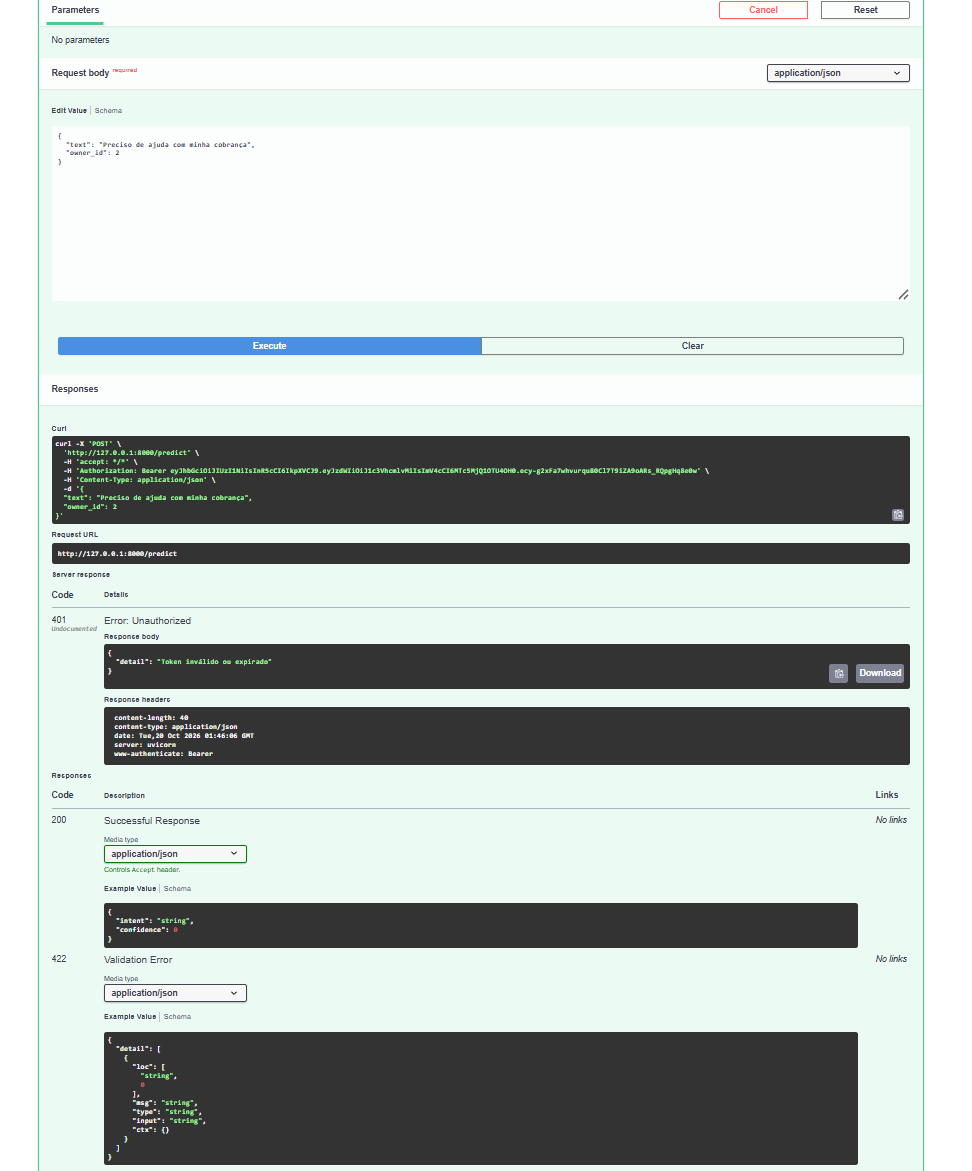 Parameters
Cancel
Reset
No parameters
Request body required
application/json
Edit Value | Schema
{
"text": "Preciso de ajuda com minha cobrança",
"owner_id": 2
}
Execute
Clear
Responses
Curl
curl -X 'POST' \
'http://127.0.0.1:8000/predict' \
-H 'accept: */*' \
-H 'Content-Type: application/json' \
-d '{
"text": "Preciso de ajuda com minha cobrança",
"owner_id": 2
}'
Request URL
http://127.0.0.1:8000/predict
Server response
Code Details
401
Undocumented
Error: Unauthorized
Response body
{
"detail": "Token inválido ou expirado"
}
Download
Response headers
content-length: 40
content-type: application/json
date: Tue,20 Oct 2026 01:46:06 GMT
server: uvicorn
www-authenticate: Bearer
Responses
Code Description Links
200 Successful Response No links
Media type
application/json
Controls Accept header.
Example Value | Schema
{
"intent": "string",
"confidence": 0
}
422 Validation Error No links
Media type
application/json
Example Value | Schema
{
"detail": [
{
"loc": [
"string",
0
],
"msg": "string",
"type": "string",
"input": "string",
"ctx": {}
}
]
}